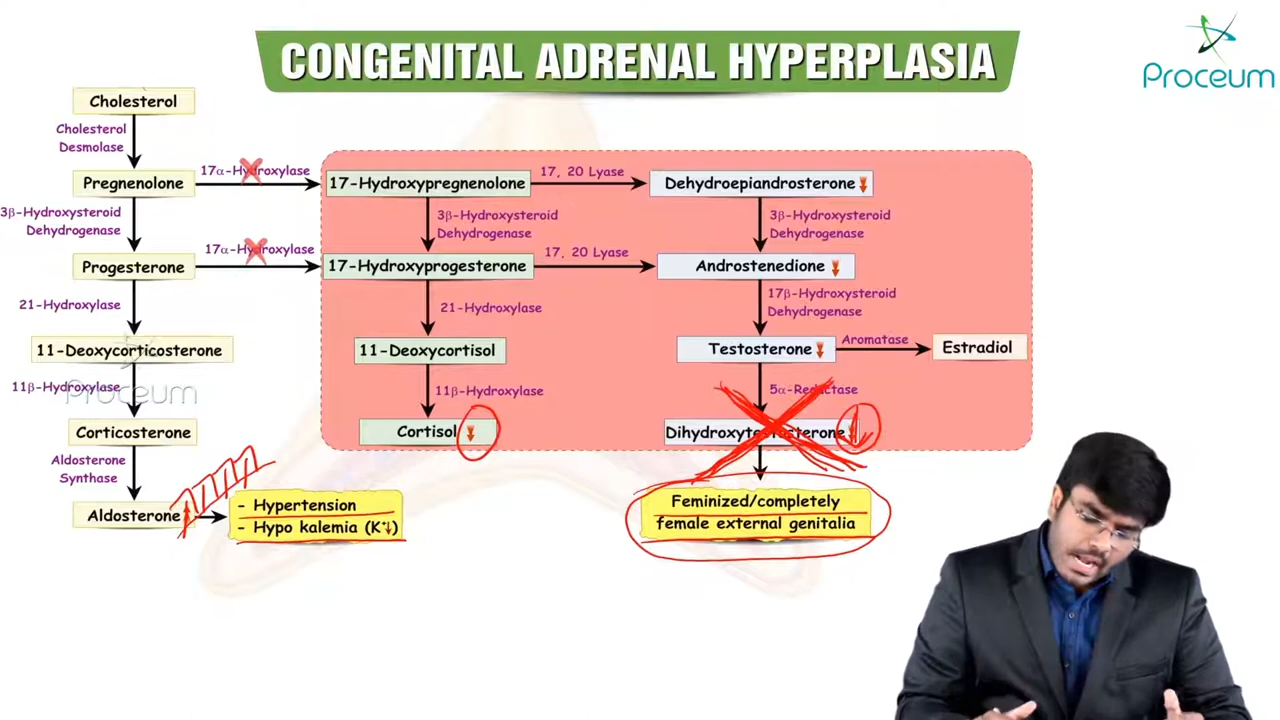 CONGENITAL ADRENAL HYPERPLASIA
Proceum
Cholesterol
Cholesterol
Desmolase
Pregnenolone
17α-Hydroxylase
17-Hydroxypregnenolone
17, 20 Lyase
Dehydroepiandrosterone
3β-Hydroxysteroid
Dehydrogenase
3β-Hydroxysteroid
Dehydrogenase
3β-Hydroxysteroid
Dehydrogenase
Progesterone
17α-Hydroxylase
17-Hydroxyprogesterone
17, 20 Lyase
Androstenedione
21-Hydroxylase
21-Hydroxylase
17β-Hydroxysteroid
Dehydrogenase
11-Deoxycorticosterone
11-Deoxycortisol
Testosterone
Aromatase
Estradiol
11β-Hydroxylase
Proceum
11β-Hydroxylase
5α-Reductase
Corticosterone
Cortisol
Dihydroxytestosterone
Aldosterone
Synthase
Aldosterone
- Hypertension
- Hypo kalemia (K⁺↓)
Feminized/completely
female external genitalia